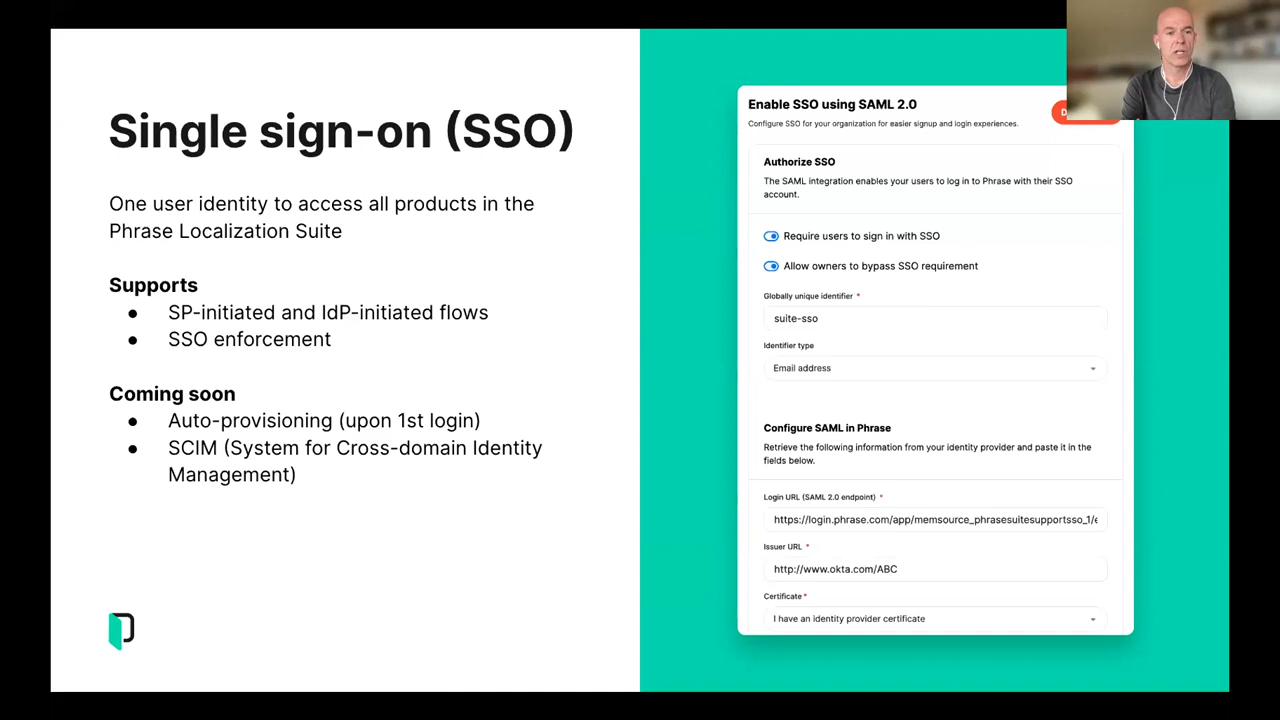 Single sign-on (SSO)
One user identity to access all products in the
Phrase Localization Suite
Supports
● SP-initiated and IdP-initiated flows
● SSO enforcement
Coming soon
● Auto-provisioning (upon 1st login)
● SCIM (System for Cross-domain Identity
Management)
Enable SSO using SAML 2.0
Configure SSO for your organization for easier signup and login experiences.
Authorize SSO
The SAML integration enables your users to log in to Phrase with their SSO
account.
Require users to sign in with SSO
Allow owners to bypass SSO requirement
Globally unique identifier *
suite-sso
Identifier type
Email address
Configure SAML in Phrase
Retrieve the following information from your identity provider and paste it in the
fields below.
Login URL (SAML 2.0 endpoint) *
https://login.phrase.com/app/memsource_phrasesuitesupportsso_1/e
Issuer URL *
http://www.okta.com/ABC
Certificate *
I have an identity provider certificate